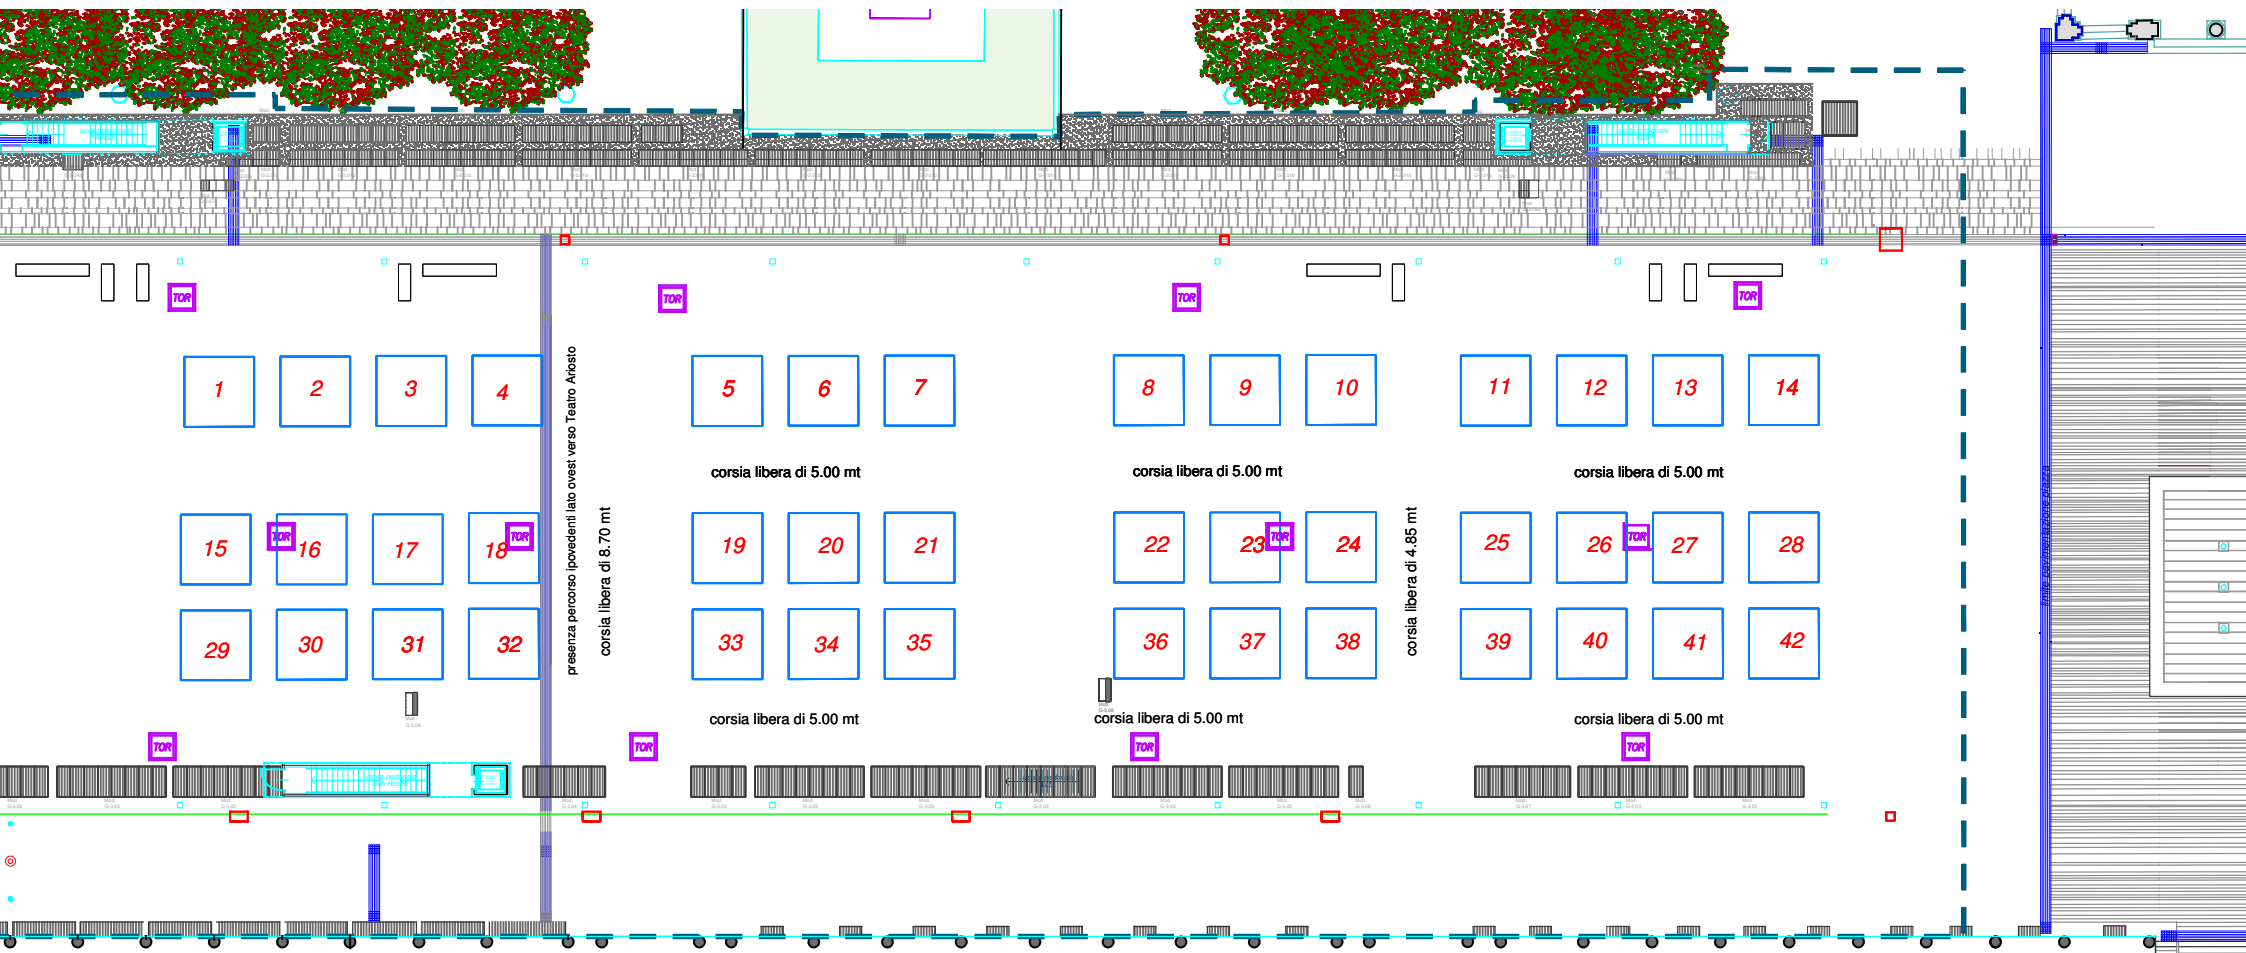 TOR
TOR
TOR
TOR
1
2
3
4
5
6
7
8
9
10
11
12
13
14
presenza percorso ipovedenti lato ovest verso Teatro Ariosto
corsia libera di 5.00 mt
corsia libera di 5.00 mt
corsia libera di 5.00 mt
corsia libera di 8.70 mt
corsia libera di 4.85 mt
limite pavimentazione piazza
15
TOR
16
17
18
TOR
19
20
21
22
23
TOR
24
25
26
TOR
27
28
29
30
31
32
33
34
35
36
37
38
39
40
41
42
corsia libera di 5.00 mt
corsia libera di 5.00 mt
corsia libera di 5.00 mt
TOR
TOR
TOR
TOR